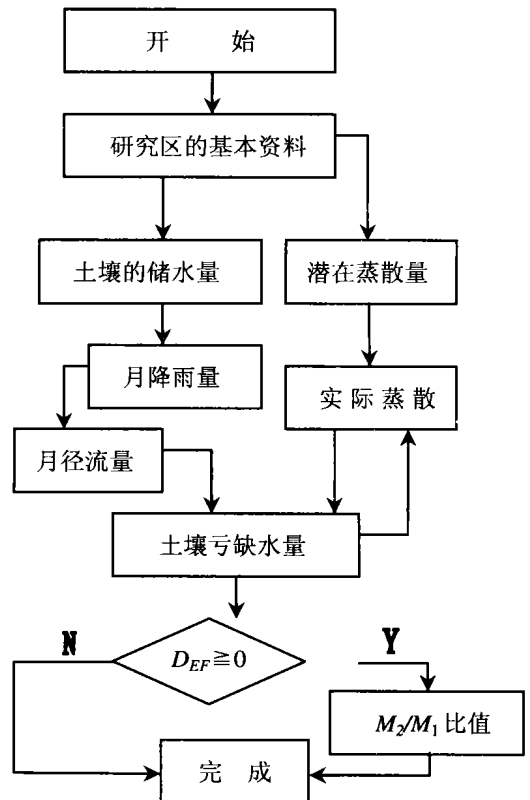 开 始
研究区的基本资料
土壤的储水量
潜在蒸散量
月降雨量
实际蒸散
月径流量
土壤亏缺水量
N
D_EF≧0
Y
M₂/M₁比值
完 成